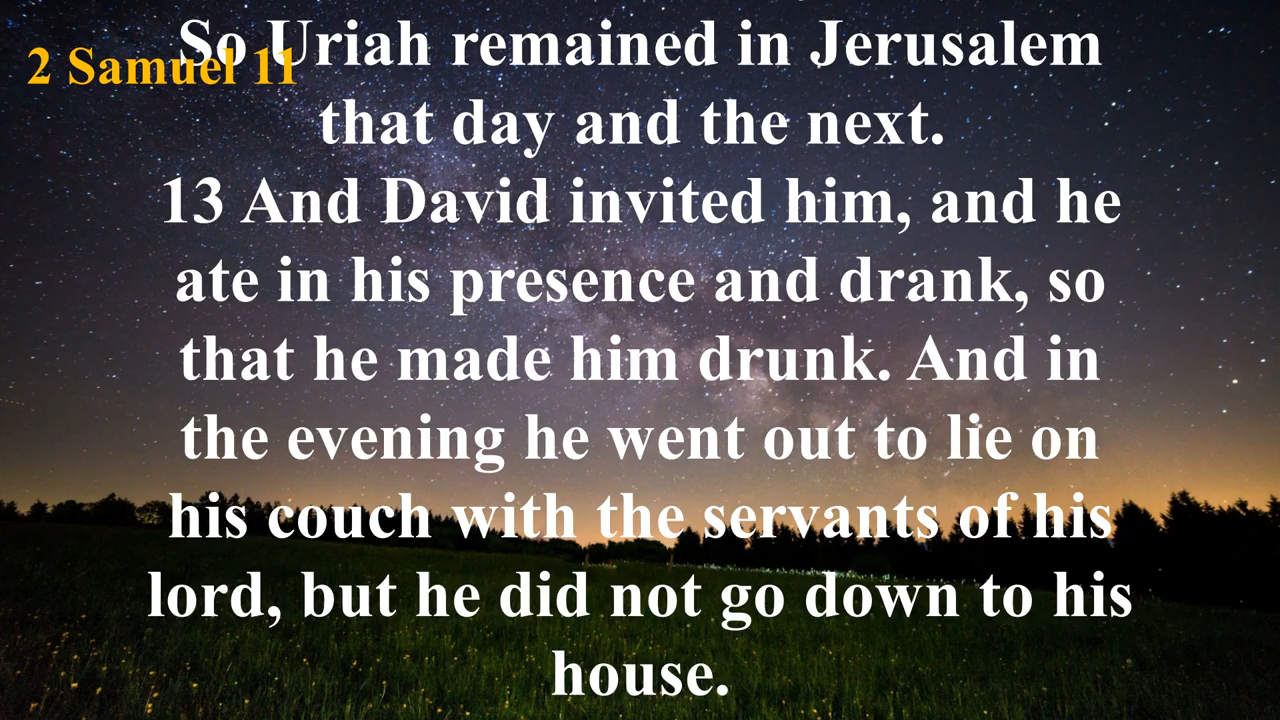 2 Samuel 11
So Uriah remained in Jerusalem
that day and the next.
13 And David invited him, and he
ate in his presence and drank, so
that he made him drunk. And in
the evening he went out to lie on
his couch with the servants of his
lord, but he did not go down to his
house.